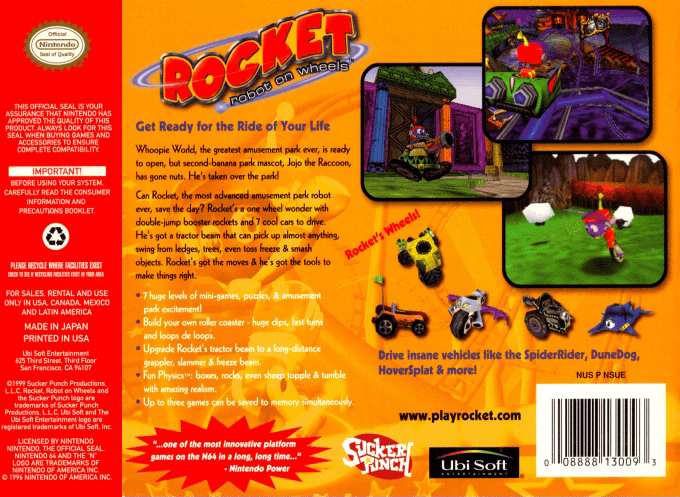 Official
Nintendo
Seal of Quality
THIS OFFICIAL SEAL IS YOUR
ASSURANCE THAT NINTENDO HAS
APPROVED THE QUALITY OF THIS
PRODUCT. ALWAYS LOOK FOR THIS
SEAL WHEN BUYING GAMES AND
ACCESSORIES TO ENSURE
COMPLETE COMPATIBILITY.
IMPORTANT!
BEFORE USING YOUR SYSTEM,
CAREFULLY READ THE CONSUMER
INFORMATION AND
PRECAUTIONS BOOKLET.
PLEASE RECYCLE WHERE FACILITIES EXIST
CHECK TO SEE IF RECYCLING FACILITIES EXIST IN YOUR AREA
FOR SALES, RENTAL AND USE
ONLY IN USA, CANADA, MEXICO
AND LATIN AMERICA
MADE IN JAPAN
PRINTED IN USA
Ubi Soft Entertainment
625 Third Street, Third Floor
San Francisco, CA 94107
©1999 Sucker Punch Productions,
L.L.C. Rocket, Robot on Wheels and
the Sucker Punch logo are
trademarks of Sucker Punch
Productions, L.L.C. Ubi Soft and The
Ubi Soft Entertainment logo are
registered trademarks of Ubi Soft, Inc.
LICENSED BY NINTENDO
NINTENDO, THE OFFICIAL SEAL,
NINTENDO 64 AND THE "N"
LOGO ARE TRADEMARKS OF
NINTENDO OF AMERICA INC.
© 1996 NINTENDO OF AMERICA INC.
ROCKET
robot on wheels™
Get Ready for the Ride of Your Life
Whoopie World, the greatest amusement park ever, is ready
to open, but second-banana park mascot, Jojo the Raccoon,
has gone nuts. He's taken over the park!
Can Rocket, the most advanced amusement park robot
ever, save the day? Rocket's a one wheel wonder with
double-jump booster rockets and 7 cool cars to drive.
He's got a tractor beam that can pick up almost anything,
swing from ledges, trees, even toss freeze & smash
objects. Rocket's got the moves & he's got the tools to
make things right.
• 7 huge levels of mini-games, puzzles, & amusement
park excitement!
• Build your own roller coaster - huge dips, fast turns
and loops de loops.
• Upgrade Rocket's tractor beam to a long-distance
grappler, slammer & freeze beam.
• Fun Physics™: boxes, rocks, even sheep topple & tumble
with amazing realism.
• Up to three games can be saved to memory simultaneously.
"...one of the most innovative platform
games on the N64 in a long, long time..."
- Nintendo Power
Rocket's Wheels!
Drive insane vehicles like the SpiderRider, DuneDog,
HoverSplat & more!
NUS P NSUE
www.playrocket.com
SUCKER PUNCH
Ubi Soft
ENTERTAINMENT
0 08888 13009 3